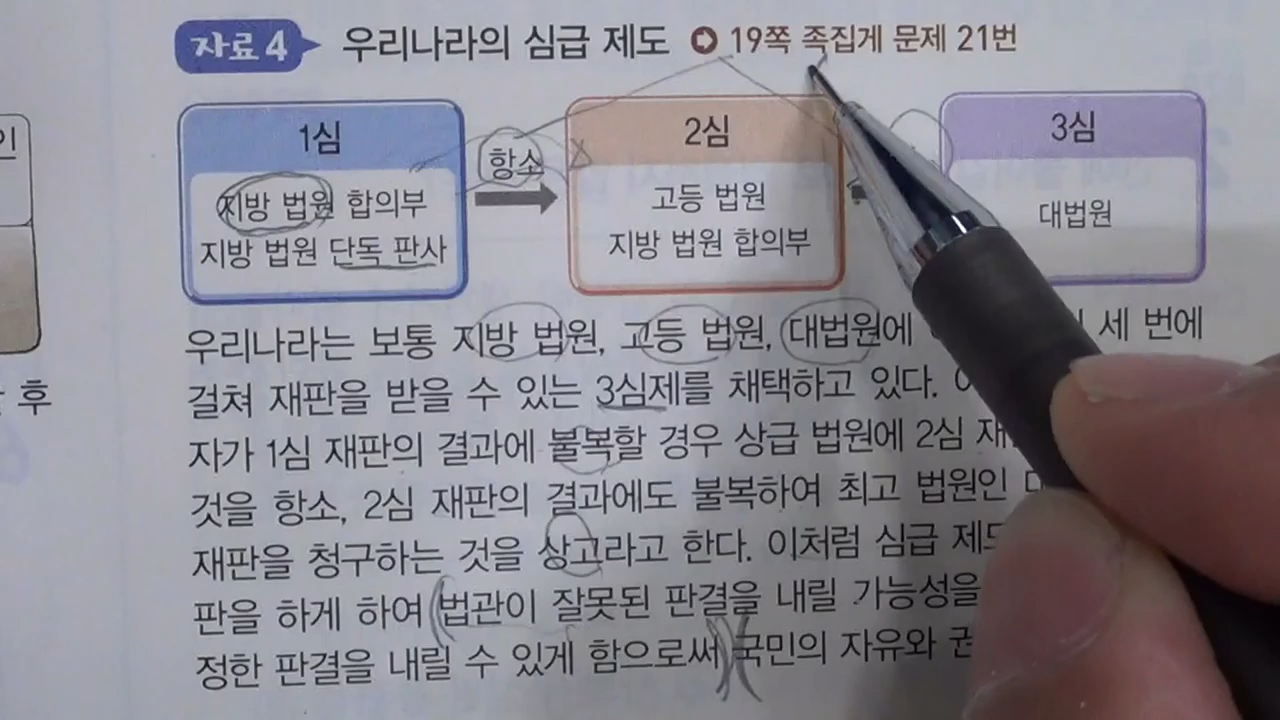 자료 4 우리나라의 심급 제도 19쪽 족집게 문제 21번
1심
지방 법원 합의부
지방 법원 단독 판사
항소
2심
고등 법원
지방 법원 합의부
3심
대법원
우리나라는 보통 지방 법원, 고등 법원, 대법원에 세 번에
걸쳐 재판을 받을 수 있는 3심제를 채택하고 있다.
자가 1심 재판의 결과에 불복할 경우 상급 법원에 2심
것을 항소, 2심 재판의 결과에도 불복하여 최고 법원인
재판을 청구하는 것을 상고라고 한다. 이처럼 심급
판을 하게 하여 법관이 잘못된 판결을 내릴 가능성을
정한 판결을 내릴 수 있게 함으로써 국민의 자유와
인
후